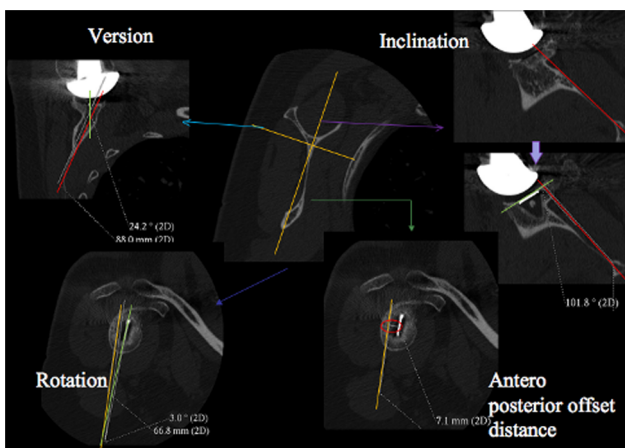 Version
Inclination
24.2 ° (2D)
88.0 mm (2D)
101.8 ° (2D)
Rotation
3.0 ° (2D)
66.8 mm (2D)
7.1 mm (2D)
Antero
posterior offset
distance